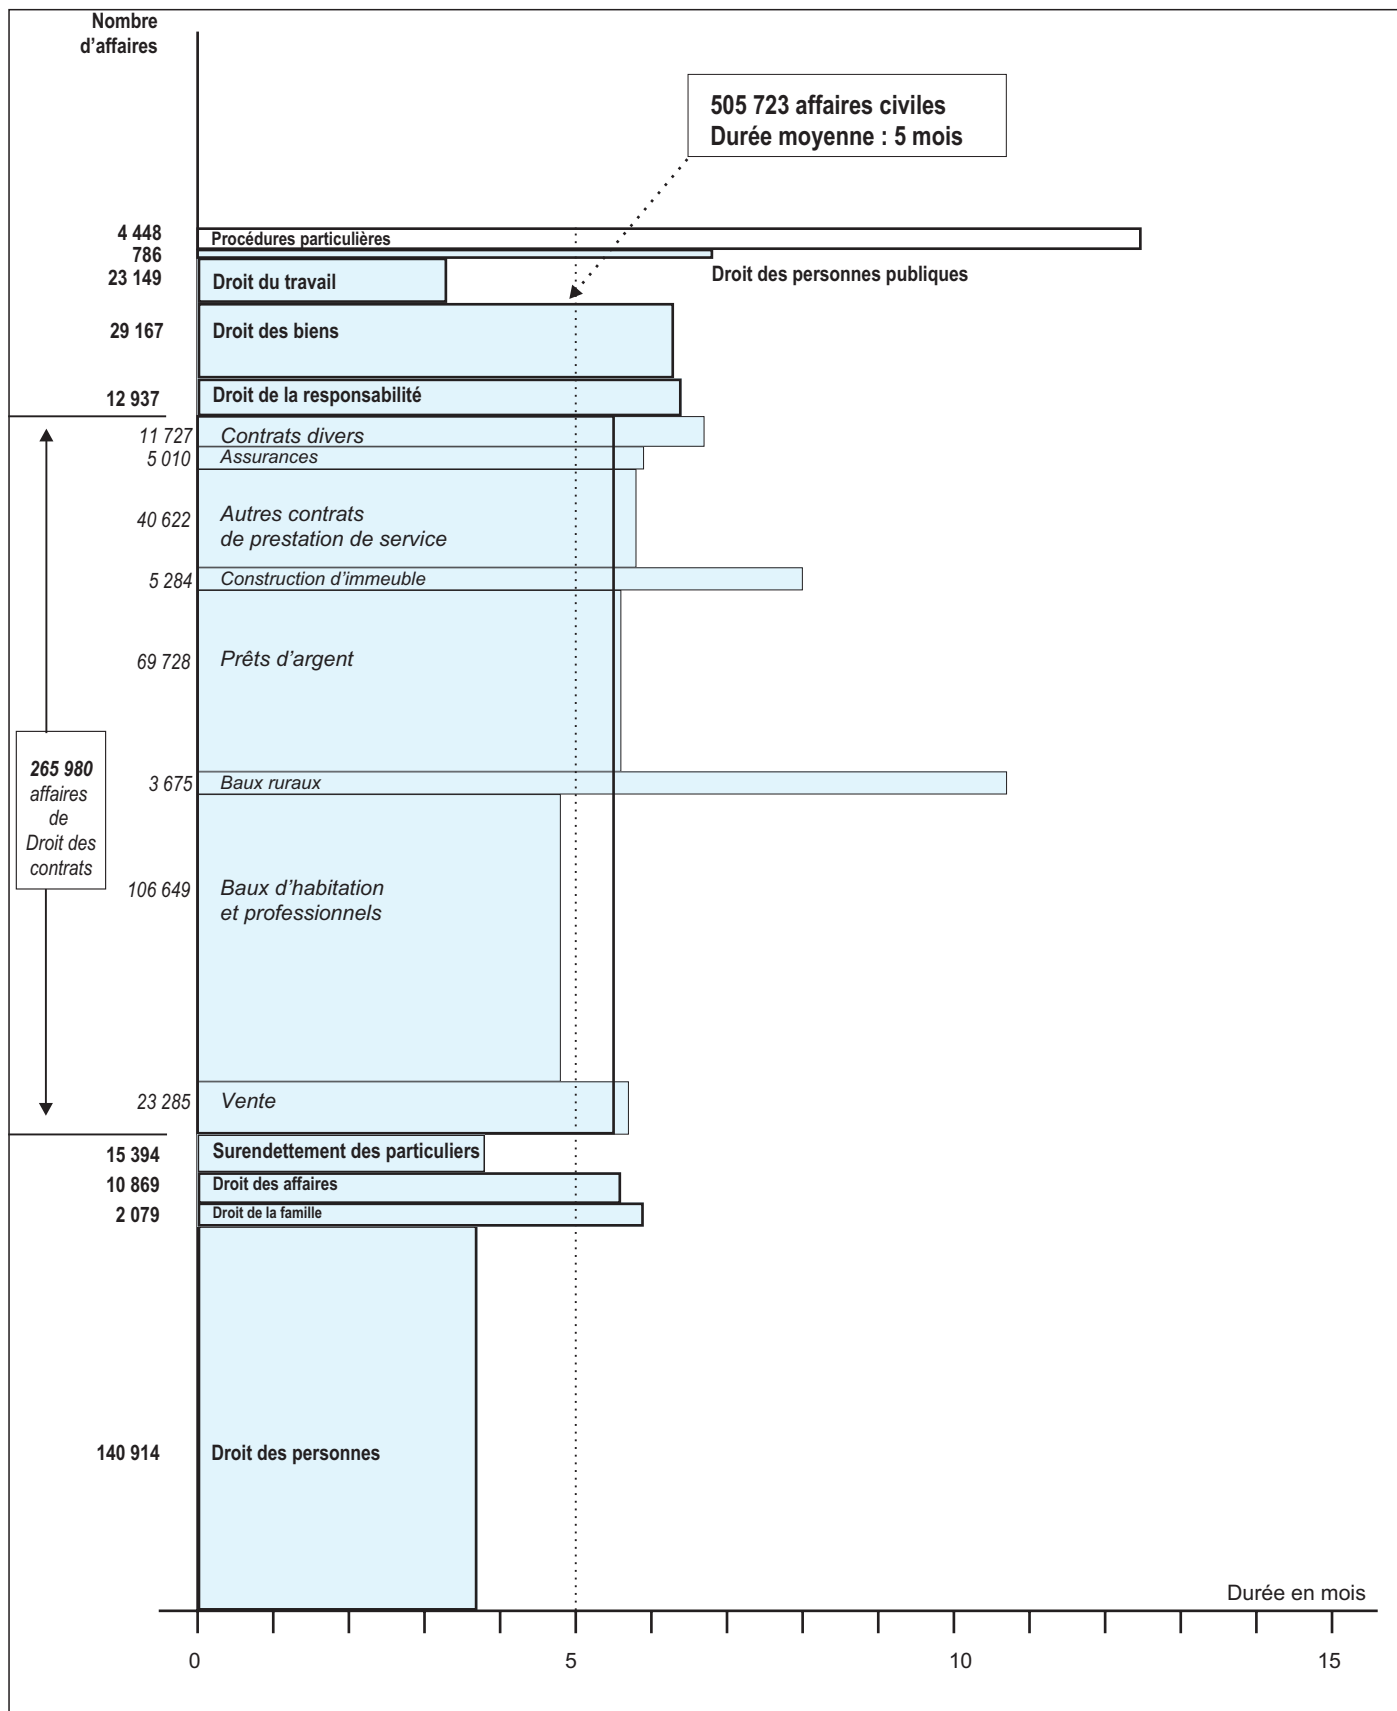 Nombre
d’affaires
505 723 affaires civiles
Durée moyenne : 5 mois
4 448
Procédures particulières
786
Droit des personnes publiques
23 149
Droit du travail
29 167
Droit des biens
12 937
Droit de la responsabilité
11 727
Contrats divers
5 010
Assurances
40 622
Autres contrats
de prestation de service
5 284
Construction d’immeuble
69 728
Prêts d’argent
265 980
affaires
de
Droit des
contrats
3 675
Baux ruraux
106 649
Baux d’habitation
et professionnels
23 285
Vente
15 394
Surendettement des particuliers
10 869
Droit des affaires
2 079
Droit de la famille
140 914
Droit des personnes
Durée en mois
0
5
10
15